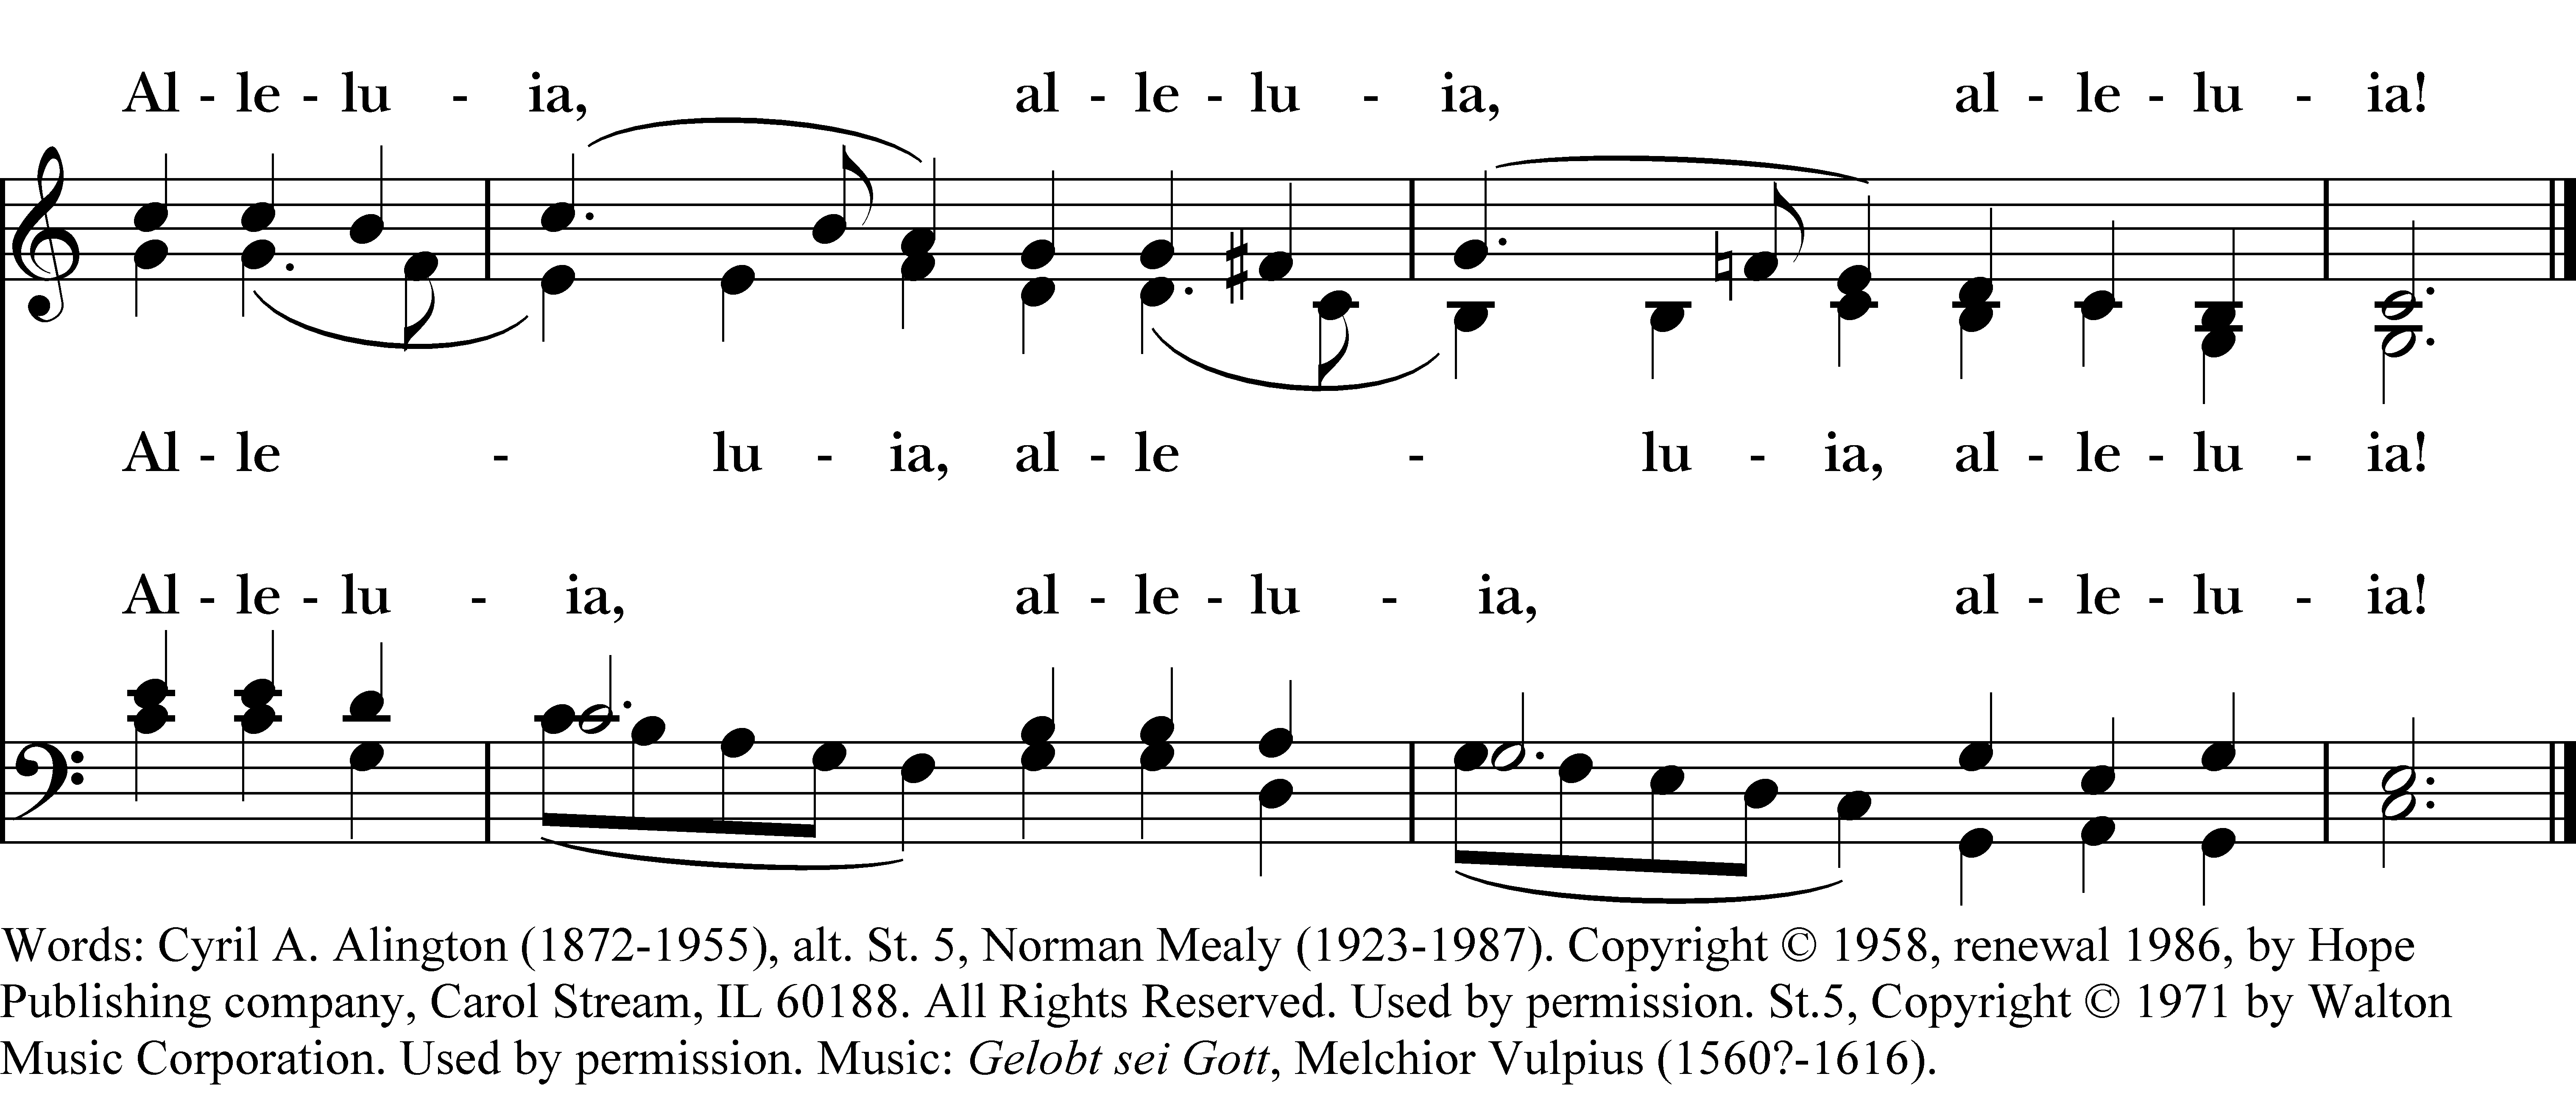 Al - le - lu - ia, al - le - lu - ia, al - le - lu - ia!
Al - le - lu - ia, al - le - lu - ia, al - le - lu - ia!
Al - le - lu - ia, al - le - lu - ia, al - le - lu - ia!
Words: Cyril A. Alington (1872-1955), alt. St. 5, Norman Mealy (1923-1987). Copyright © 1958, renewal 1986, by Hope
Publishing company, Carol Stream, IL 60188. All Rights Reserved. Used by permission. St.5, Copyright © 1971 by Walton
Music Corporation. Used by permission. Music: Gelobt sei Gott, Melchior Vulpius (1560?-1616).